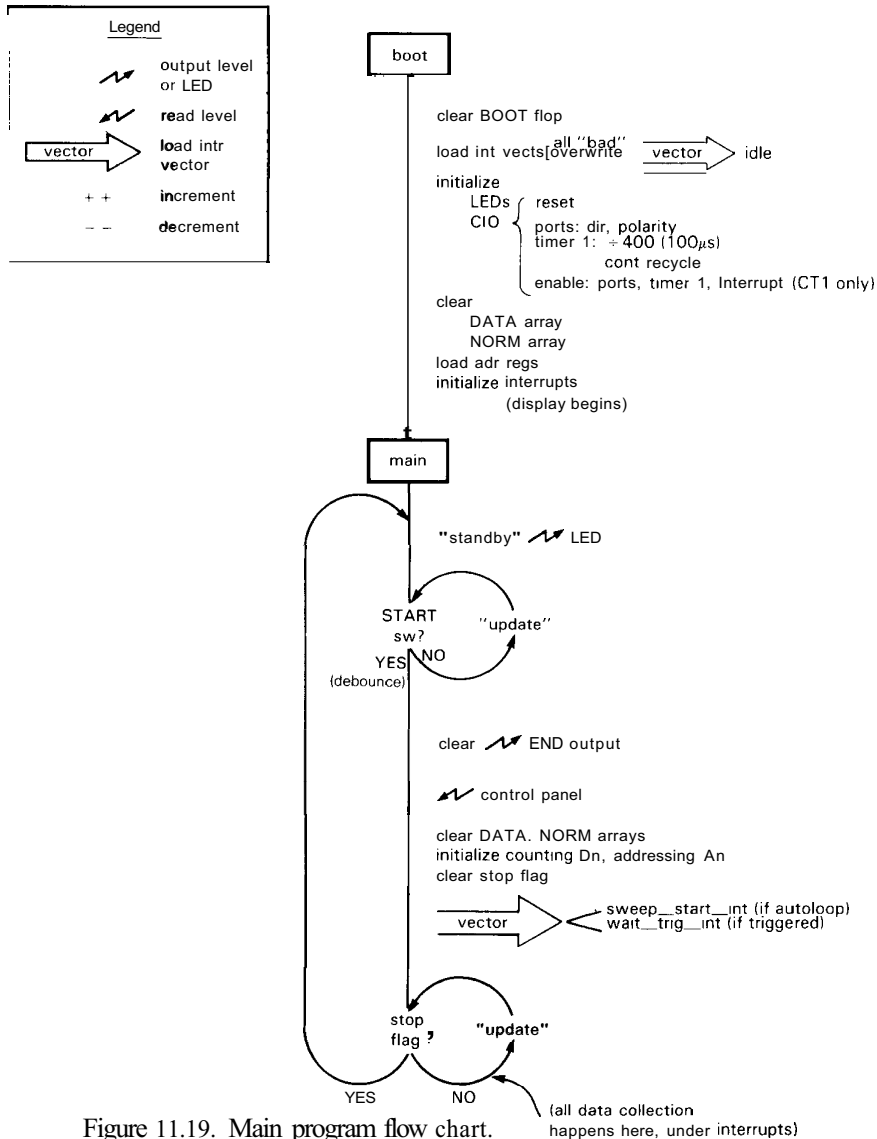 Legend
output level
or LED
read level
vector
load intr
vector
+ + increment
- - decrement
boot
clear BOOT flop
all "bad"
load int vects[overwrite vector idle
initialize
LEDs reset
CIO
ports: dir, polarity
timer 1: ÷ 400 (100μs)
cont recycle
enable: ports, timer 1, Interrupt (CT1 only)
clear
DATA array
NORM array
load adr regs
initialize interrupts
(display begins)
main
"standby" LED
START
sw?
"update"
YES NO
(debounce)
clear END output
control panel
clear DATA. NORM arrays
initialize counting Dn, addressing An
clear stop flag
vector
sweep__start__int (if autoloop)
wait__trig__int (if triggered)
stop
flag ?
"update"
YES NO
(all data collection
happens here, under interrupts)
Figure 11.19. Main program flow chart.